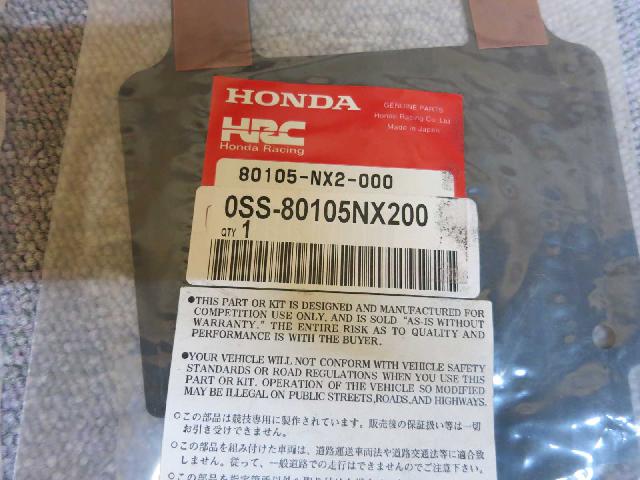 HONDA
GENUINE PARTS
Honda Racing Co., Ltd
Made in Japan
HRC
Honda Racing
80105-NX2-000
0SS-80105NX200
QTY 1
●THIS PART OR KIT IS DESIGNED AND MANUFACTURED FOR
COMPETITION USE ONLY, AND IS SOLD "AS-IS WITHOUT
WARRANTY." THE ENTIRE RISK AS TO QUALITY AND
PERFORMANCE IS WITH THE BUYER.
●YOUR VEHICLE WILL NOT CONFORM WITH VEHICLE SAFETY
STANDARDS OR ROAD REGULATIONS WHEN YOU USE THIS
PART OR KIT. OPERATION OF THE VEHICLE SO MODIFIED
MAY BE ILLEGAL ON PUBLIC STREETS,ROADS,AND HIGHWAYS.
○この部品は競技専用に製作されています。販売後の保証扱い等は一切
お引き受けできません。
○この部品を組み付けた車両は、道路運送車両法や道路交通法等に適合致
しません。従って、一般道路での走行はできませんのでご注意下さい。